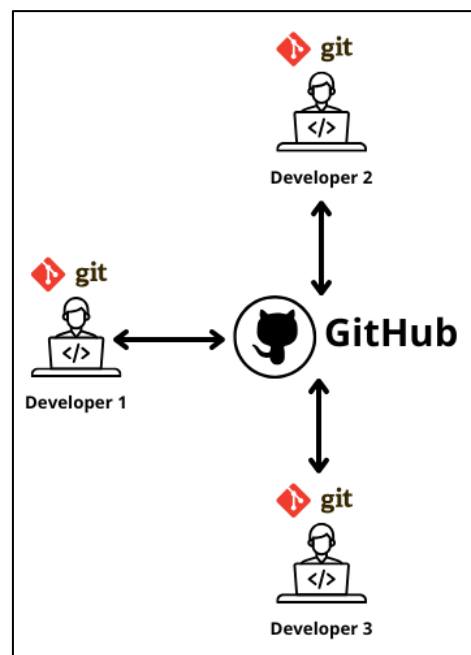 git
</>
Developer 2
git
</>
Developer 1
GitHub
git
</>
Developer 3